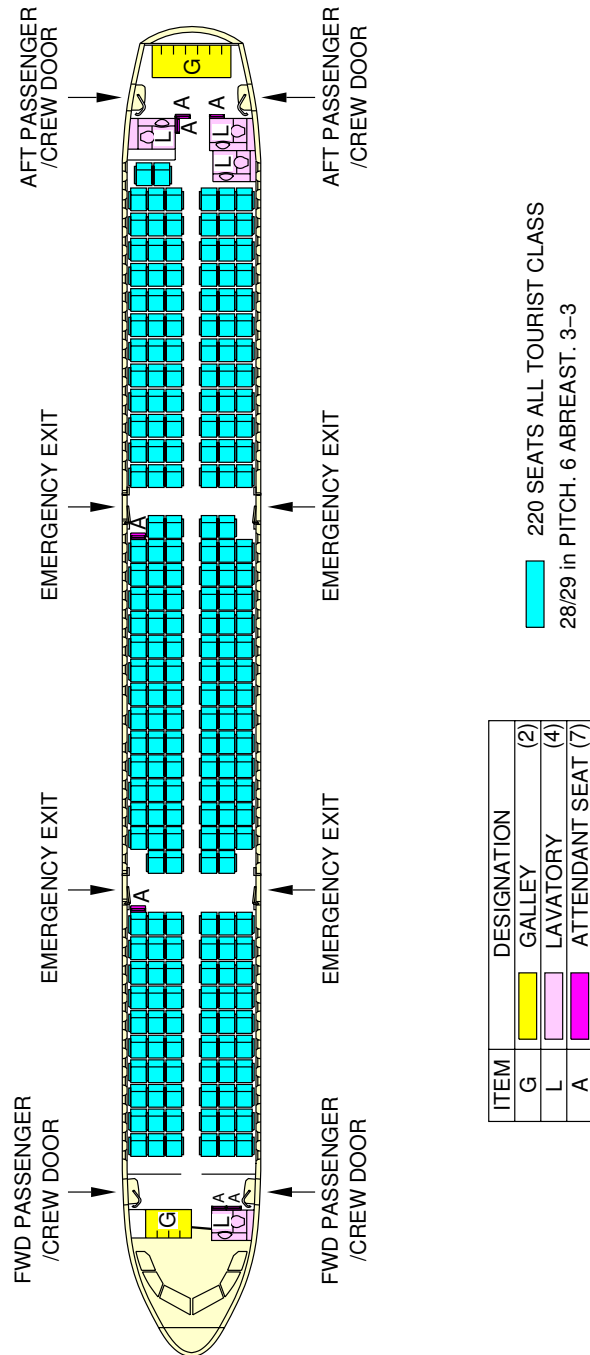 FWD PASSENGER
/CREW DOOR
EMERGENCY EXIT
EMERGENCY EXIT
AFT PASSENGER
/CREW DOOR
G
L
A
A
A
A
L
L
L
A
A
A
G
FWD PASSENGER
/CREW DOOR
EMERGENCY EXIT
EMERGENCY EXIT
AFT PASSENGER
/CREW DOOR
ITEM DESIGNATION
G GALLEY (2)
L LAVATORY (4)
A ATTENDANT SEAT (7)
220 SEATS ALL TOURIST CLASS
28/29 in PITCH. 6 ABREAST. 3–3